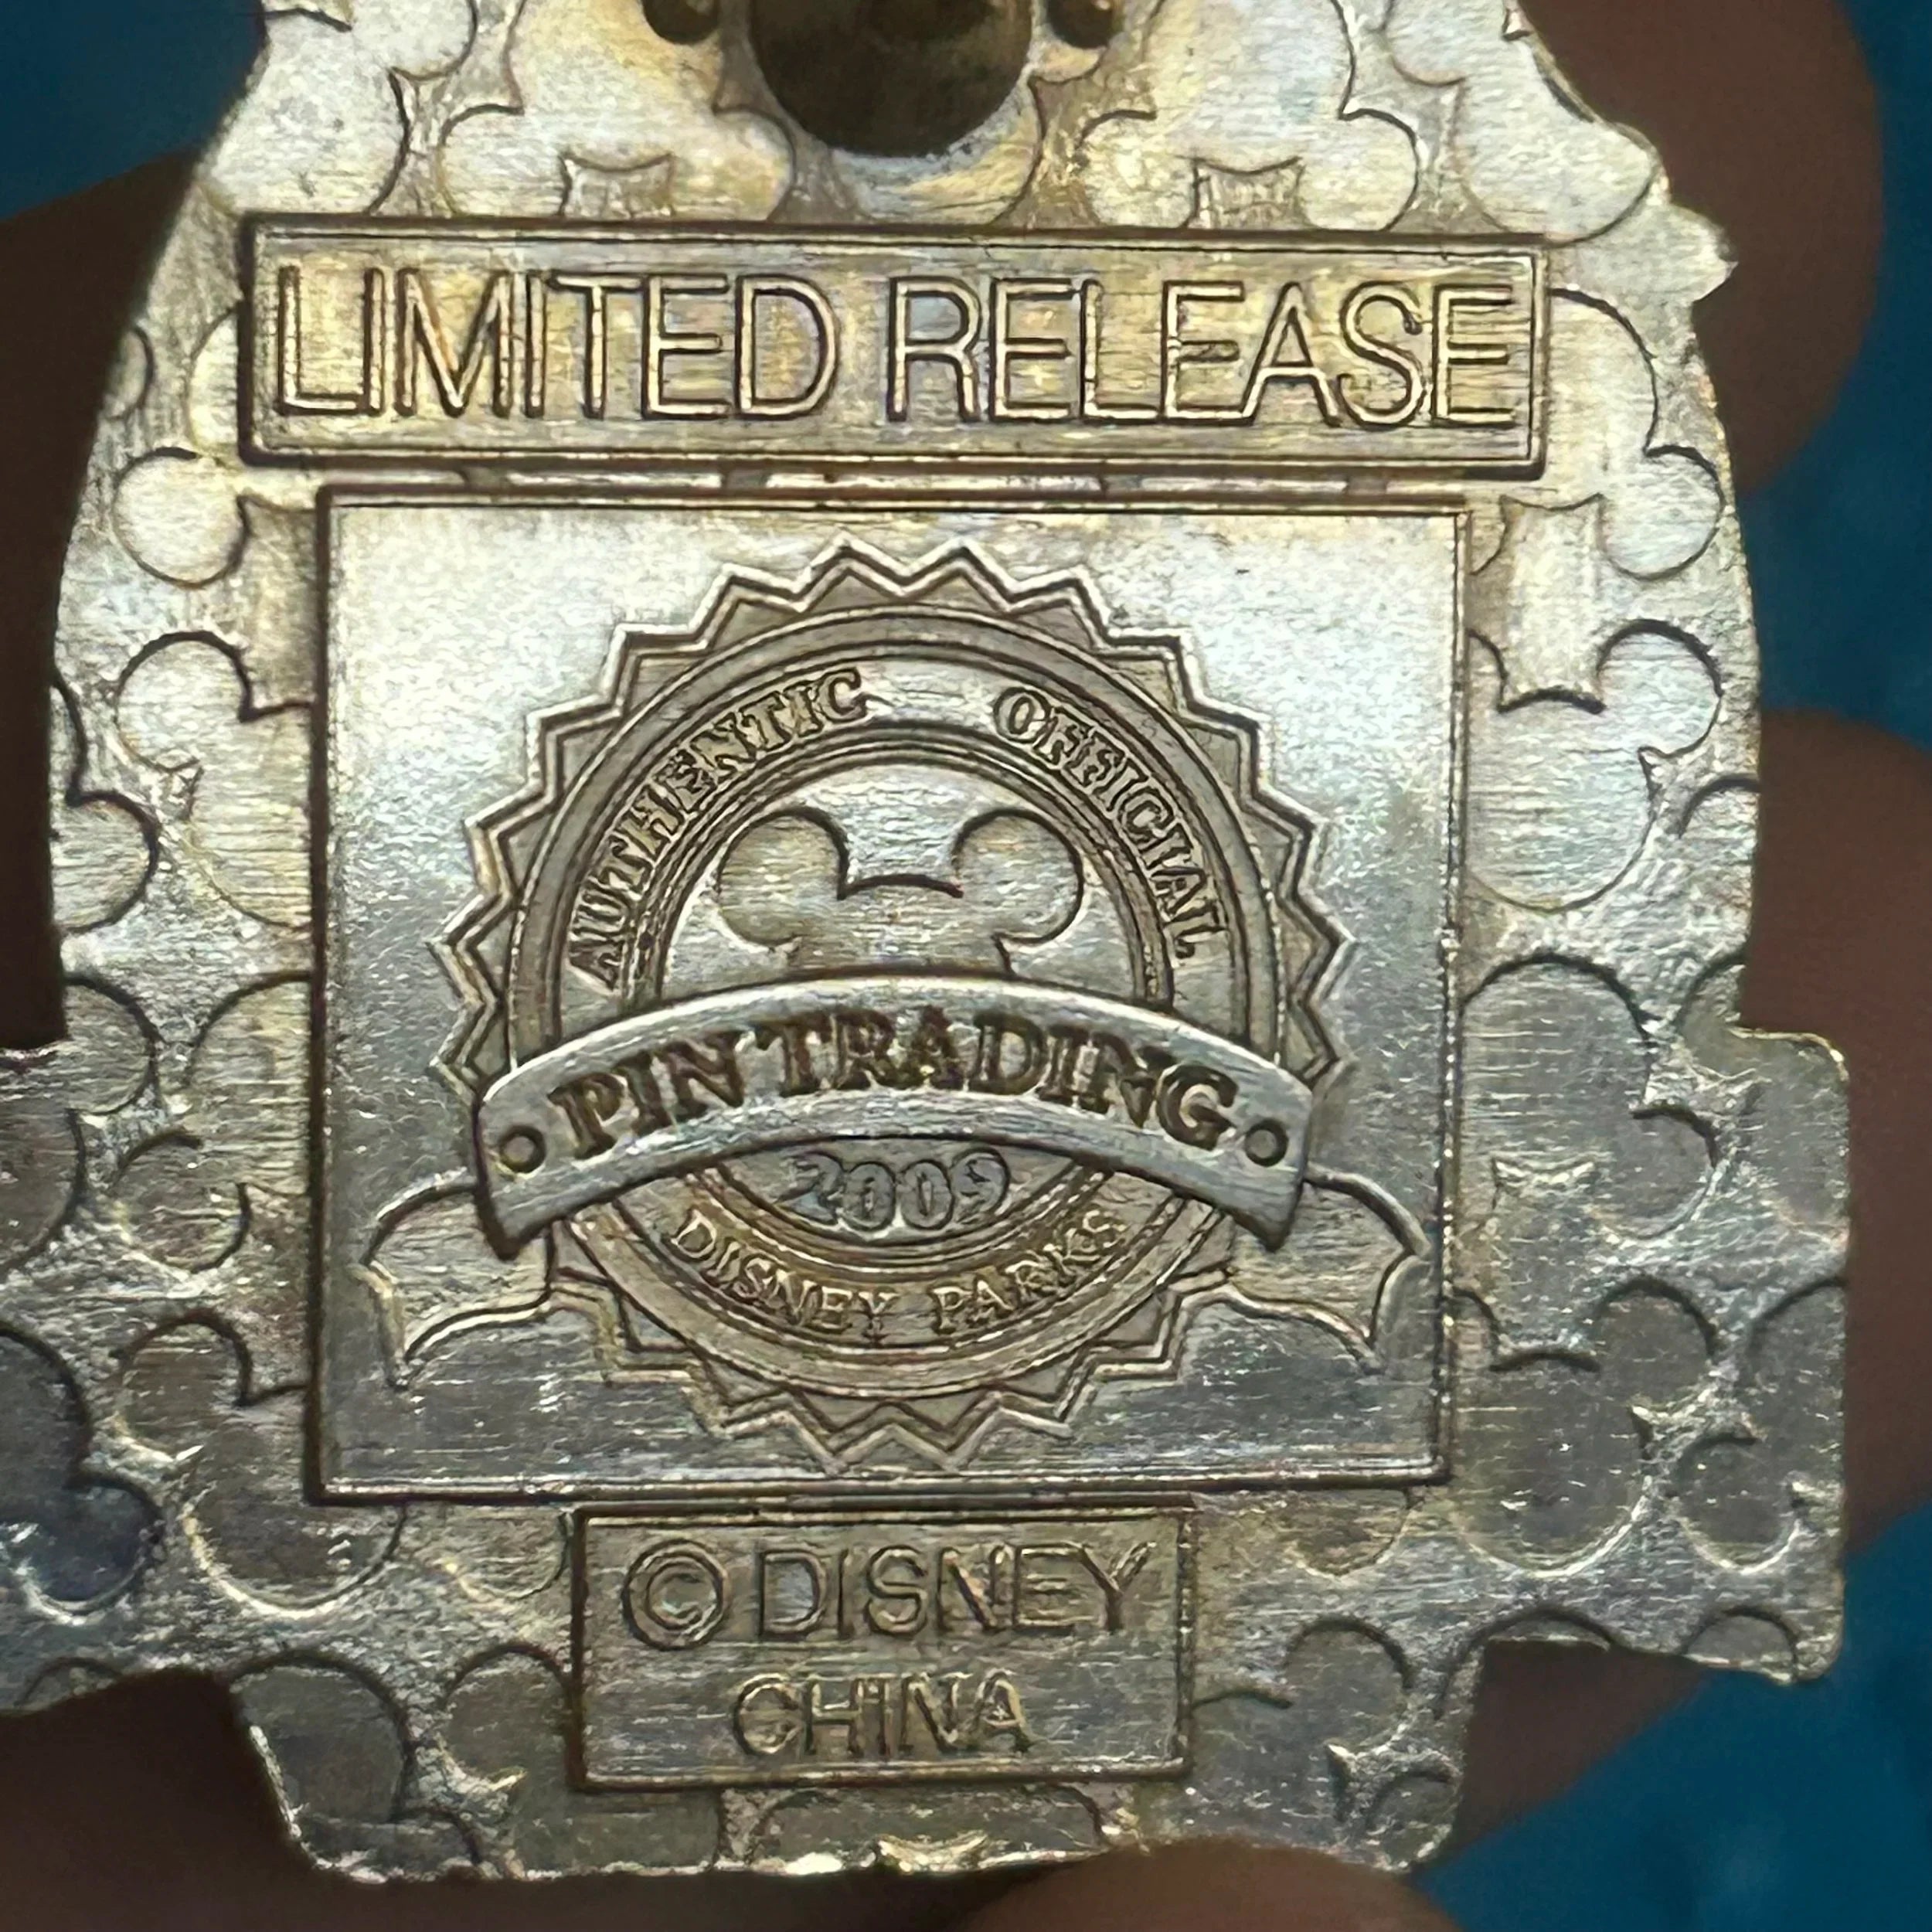 LIMITED RELEASE
AUTHENTIC OFFICIAL
PIN TRADING
2009
DISNEY PARKS
© DISNEY
CHINA